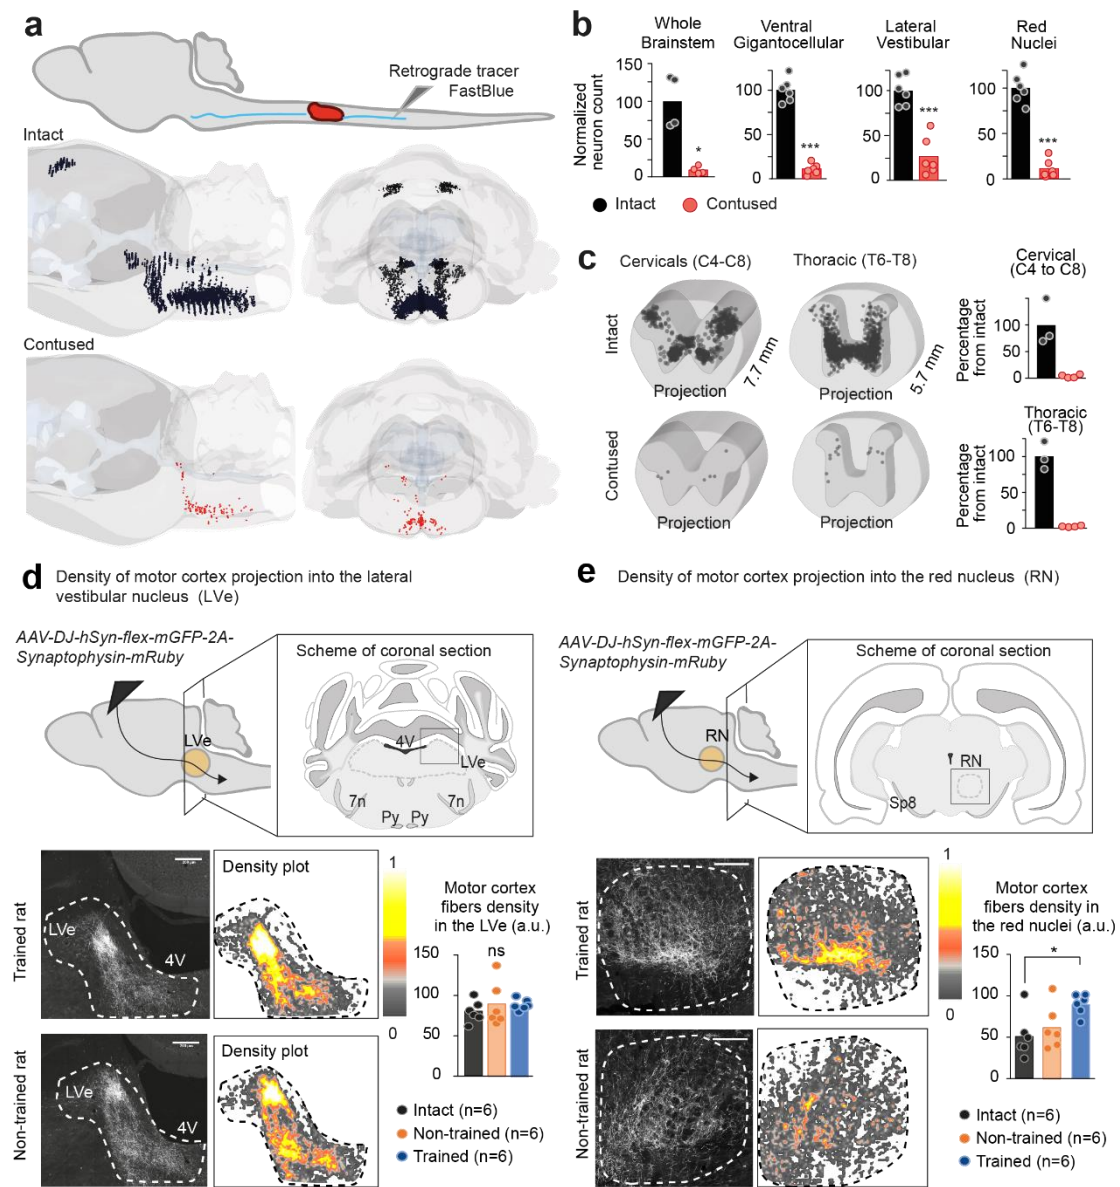 a
Retrograde tracer
FastBlue
Intact
Contused
b
Whole
Brainstem
Ventral
Gigantocellular
Lateral
Vestibular
Red
Nuclei
Normalized
neuron count
150
100
50
0
*
100
50
0
***
100
50
0
***
100
50
0
***
Intact
Contused
c
Cervicals (C4-C8)
Thoracic (T6-T8)
Intact
Projection
7.7 mm
Projection
5.7 mm
Contused
Projection
Projection
Cervical
(C4 to C8)
Percentage
from intact
100
50
0
Thoracic
(T6-T8)
Percentage
from intact
100
50
0
d
Density of motor cortex projection into the lateral
vestibular nucleus (LVe)
AAV-DJ-hSyn-flex-mGFP-2A-
Synaptophysin-mRuby
LVe
Scheme of coronal section
4V
LVe
7n
7n
Py
Py
Trained rat
LVe
4V
Density plot
1
0
Non-trained rat
LVe
4V
Density plot
Motor cortex
fibers density
in the LVe (a.u.)
150
100
50
0
ns
Intact (n=6)
Non-trained (n=6)
Trained (n=6)
e
Density of motor cortex projection into the red nucleus (RN)
AAV-DJ-hSyn-flex-mGFP-2A-
Synaptophysin-mRuby
RN
Scheme of coronal section
RN
Sp8
Trained rat
1
0
Non-trained rat
Motor cortex
fibers density in
the red nuclei (a.u.)
150
100
50
0
*
Intact (n=6)
Non-trained (n=6)
Trained (n=6)